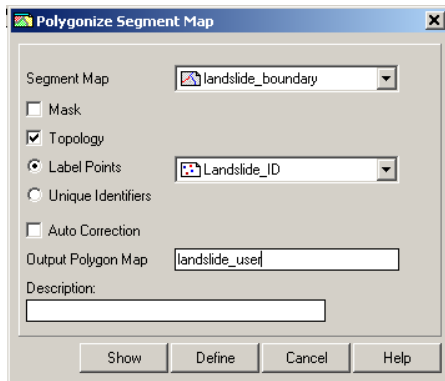 Polygonize Segment Map
Segment Map landslide_boundary
Mask
Topology
Label Points Landslide_ID
Unique Identifiers
Auto Correction
Output Polygon Map landslide_user
Description:
Show Define Cancel Help